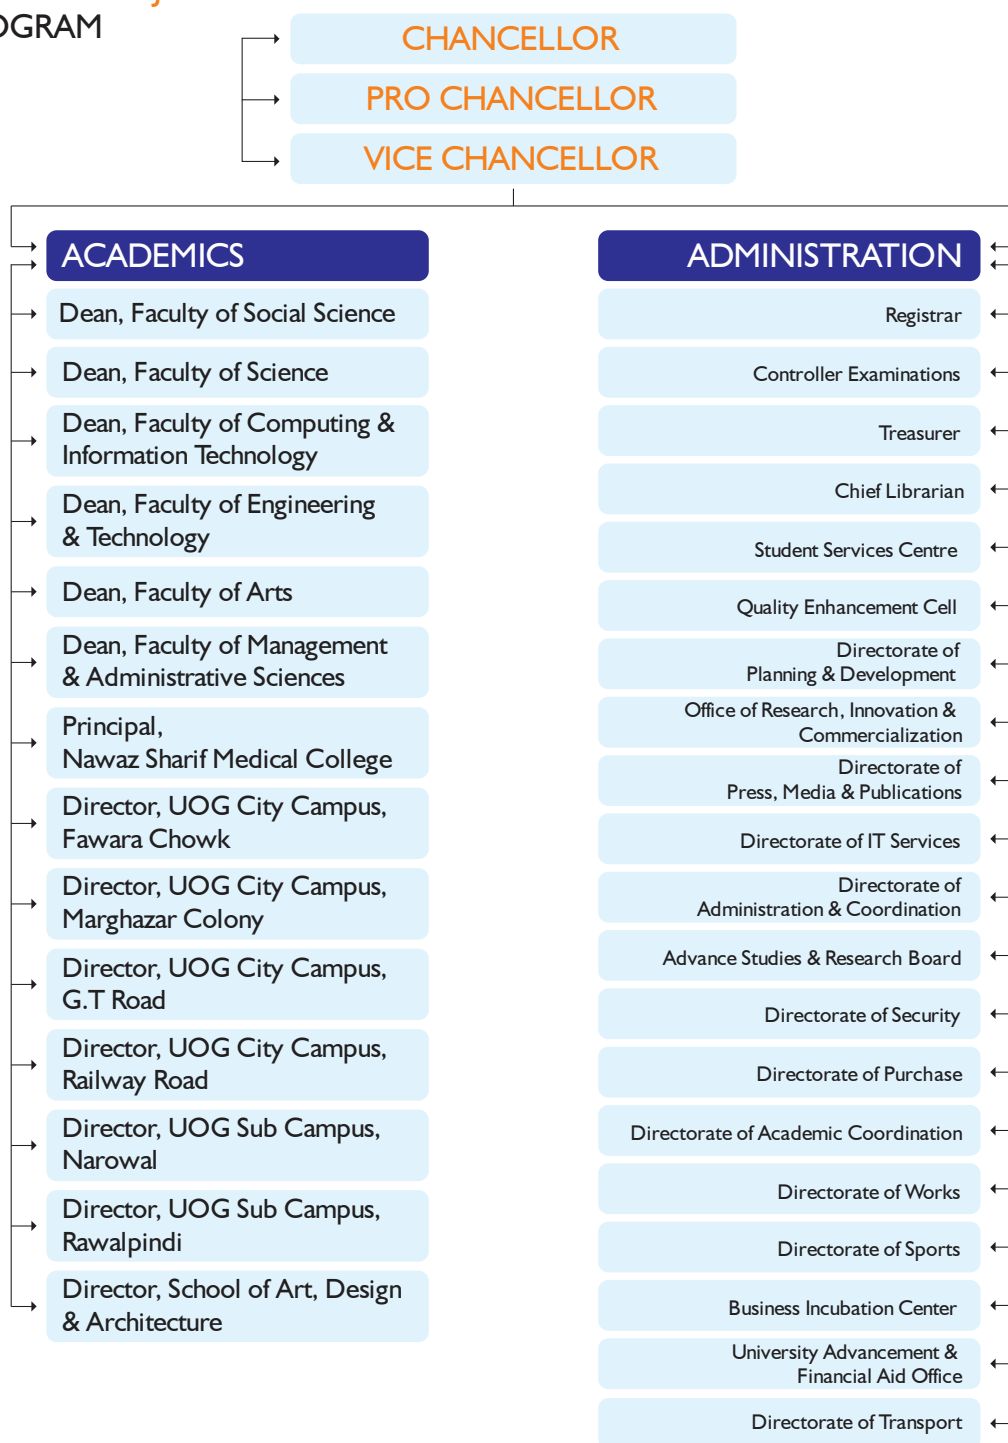 CHANCELLOR
PRO CHANCELLOR
VICE CHANCELLOR
ACADEMICS
Dean, Faculty of Social Science
Dean, Faculty of Science
Dean, Faculty of Computing &
Information Technology
Dean, Faculty of Engineering
& Technology
Dean, Faculty of Arts
Dean, Faculty of Management
& Administrative Sciences
Principal,
Nawaz Sharif Medical College
Director, UOG City Campus,
Fawara Chowk
Director, UOG City Campus,
Marghazar Colony
Director, UOG City Campus,
G.T Road
Director, UOG City Campus,
Railway Road
Director, UOG Sub Campus,
Narowal
Director, UOG Sub Campus,
Rawalpindi
Director, School of Art, Design
& Architecture
ADMINISTRATION
Registrar
Controller Examinations
Treasurer
Chief Librarian
Student Services Centre
Quality Enhancement Cell
Directorate of
Planning & Development
Office of Research, Innovation &
Commercialization
Directorate of
Press, Media & Publications
Directorate of IT Services
Directorate of
Administration & Coordination
Advance Studies & Research Board
Directorate of Security
Directorate of Purchase
Directorate of Academic Coordination
Directorate of Works
Directorate of Sports
Business Incubation Center
University Advancement &
Financial Aid Office
Directorate of Transport